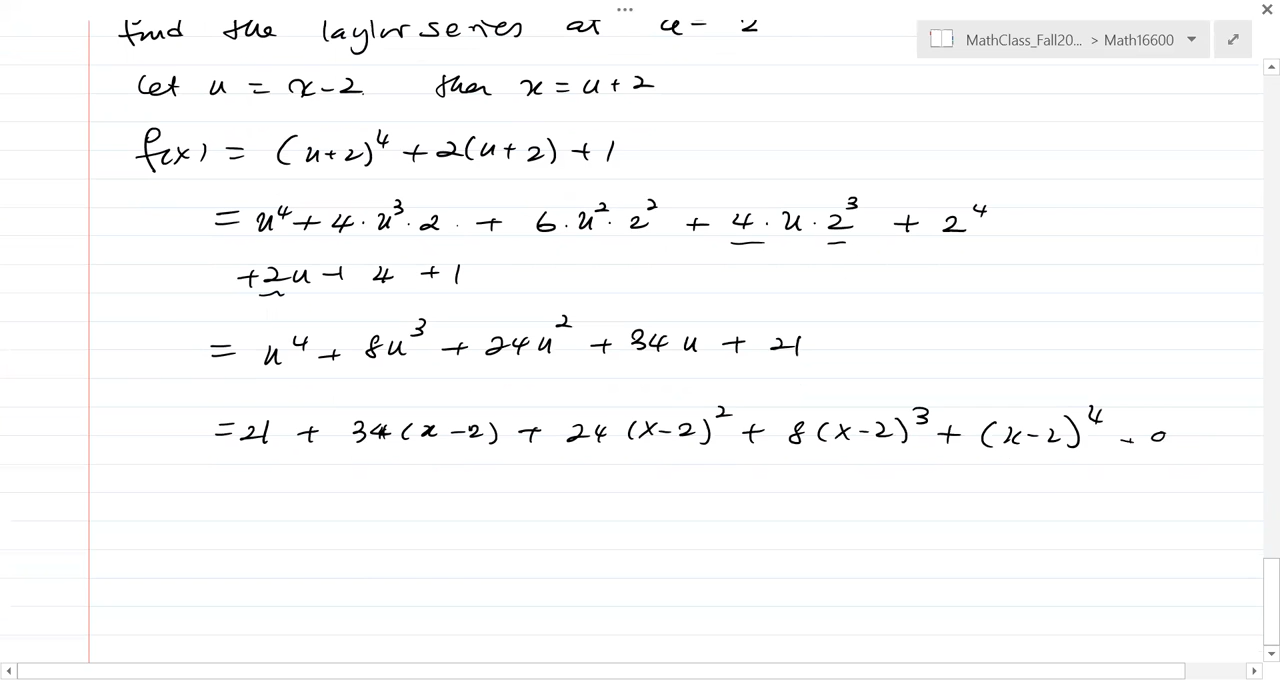 ...
MathClass_Fall20... > Math16600
find the taylor series at a = 2
Let u = x-2 then x = u+2
f(x) = (u+2)^4 + 2(u+2) + 1
= u^4 + 4 · u^3 · 2 · + 6 · u^2 · 2^2 + 4 · u · 2^3 + 2^4
+2u + 4 + 1
= u^4 + 8u^3 + 24u^2 + 34u + 21
= 21 + 34(x-2) + 24(x-2)^2 + 8(x-2)^3 + (x-2)^4 + 0